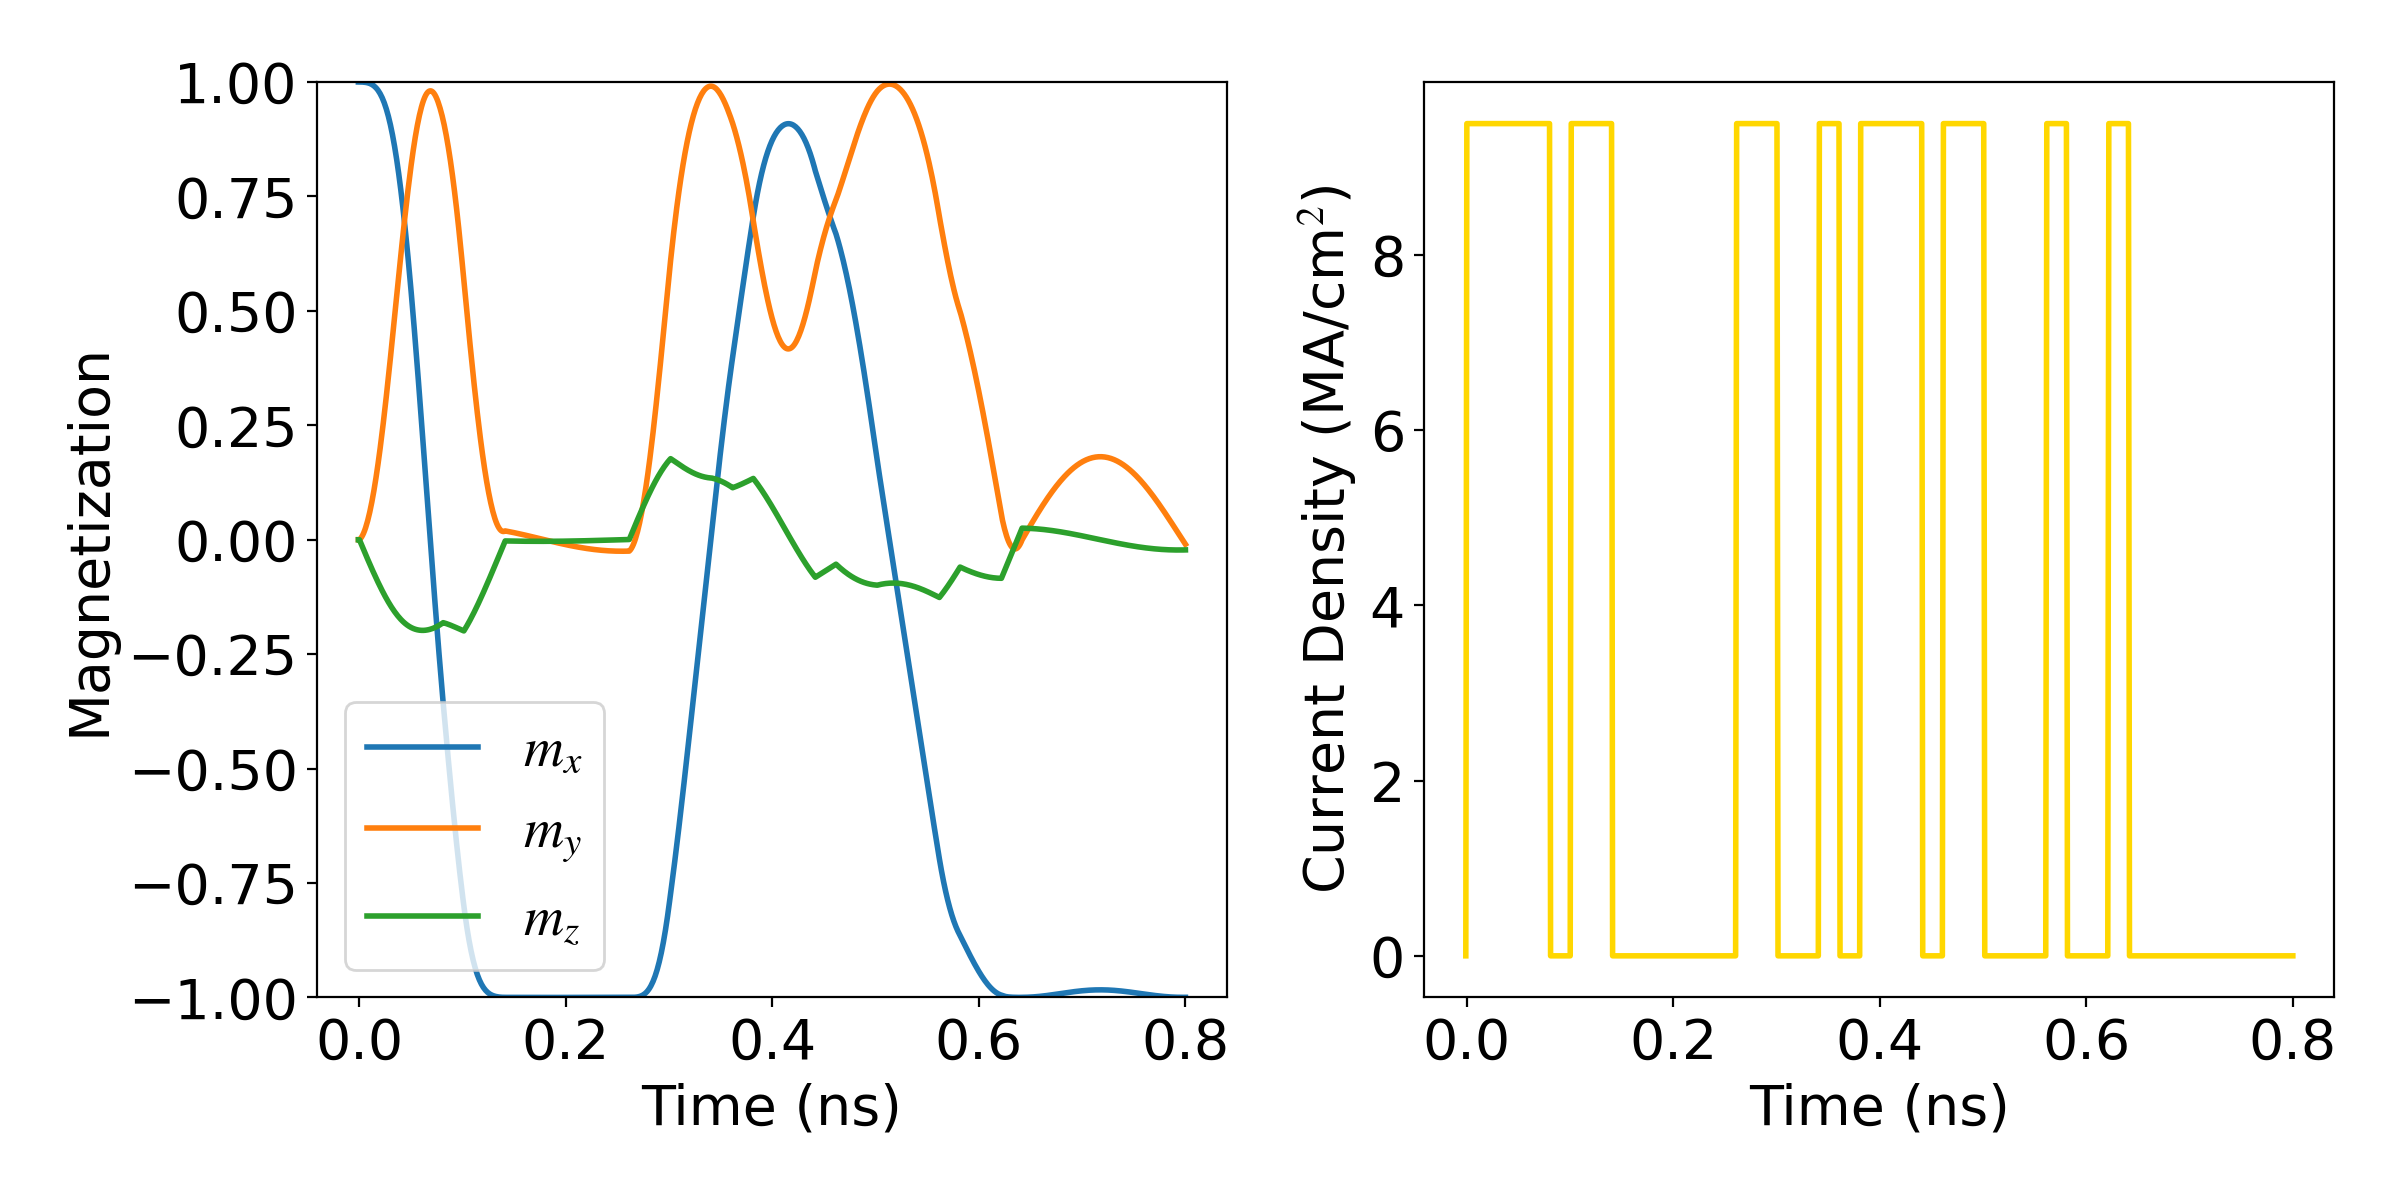 1.00
0.75
0.50
0.25
0.00
−0.25
−0.50
−0.75
−1.00
Magnetization
m_x
m_y
m_z
0.0 0.2 0.4 0.6 0.8
Time (ns)
8
6
4
2
0
Current Density (MA/cm²)
0.0 0.2 0.4 0.6 0.8
Time (ns)